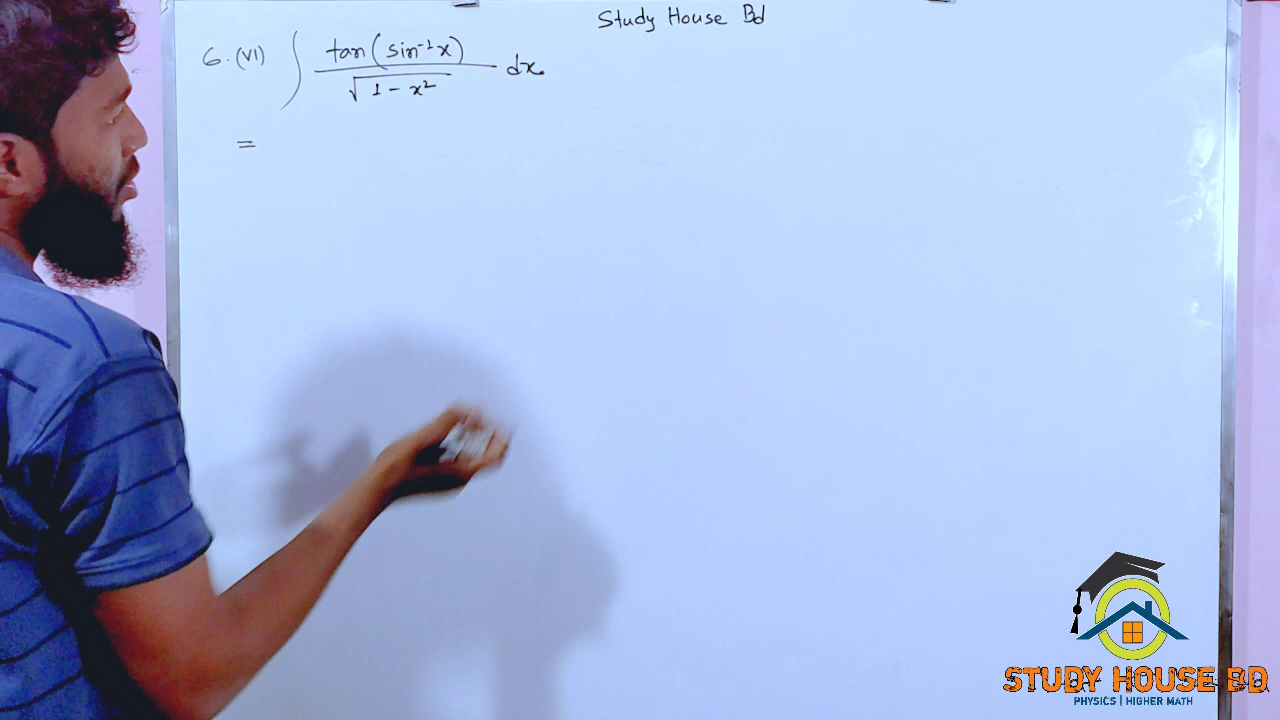 Study House Bd
6. (VI) ∫ tan(sin⁻¹x) / √(1 - x²) dx.
=
STUDY HOUSE BD
PHYSICS | HIGHER MATH